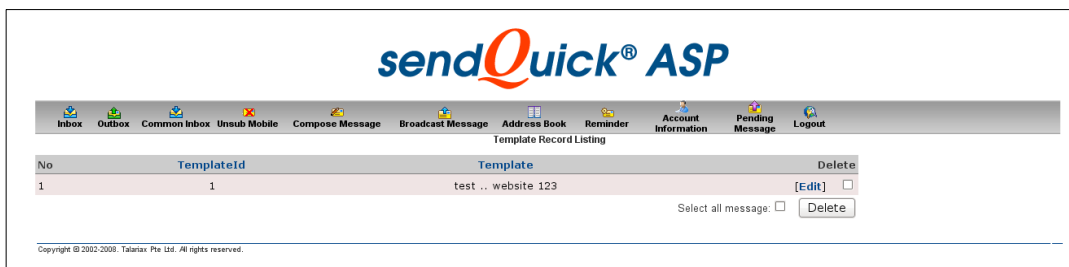 sendQuick® ASP
Inbox Outbox Common Inbox Unsub Mobile Compose Message Broadcast Message Address Book Reminder Account Information Pending Message Logout
Template Record Listing
No TemplateId Template Delete
1 1 test .. website 123 [Edit]
Select all message: Delete
Copyright © 2002-2008. Talariax Pte Ltd. All rights reserved.